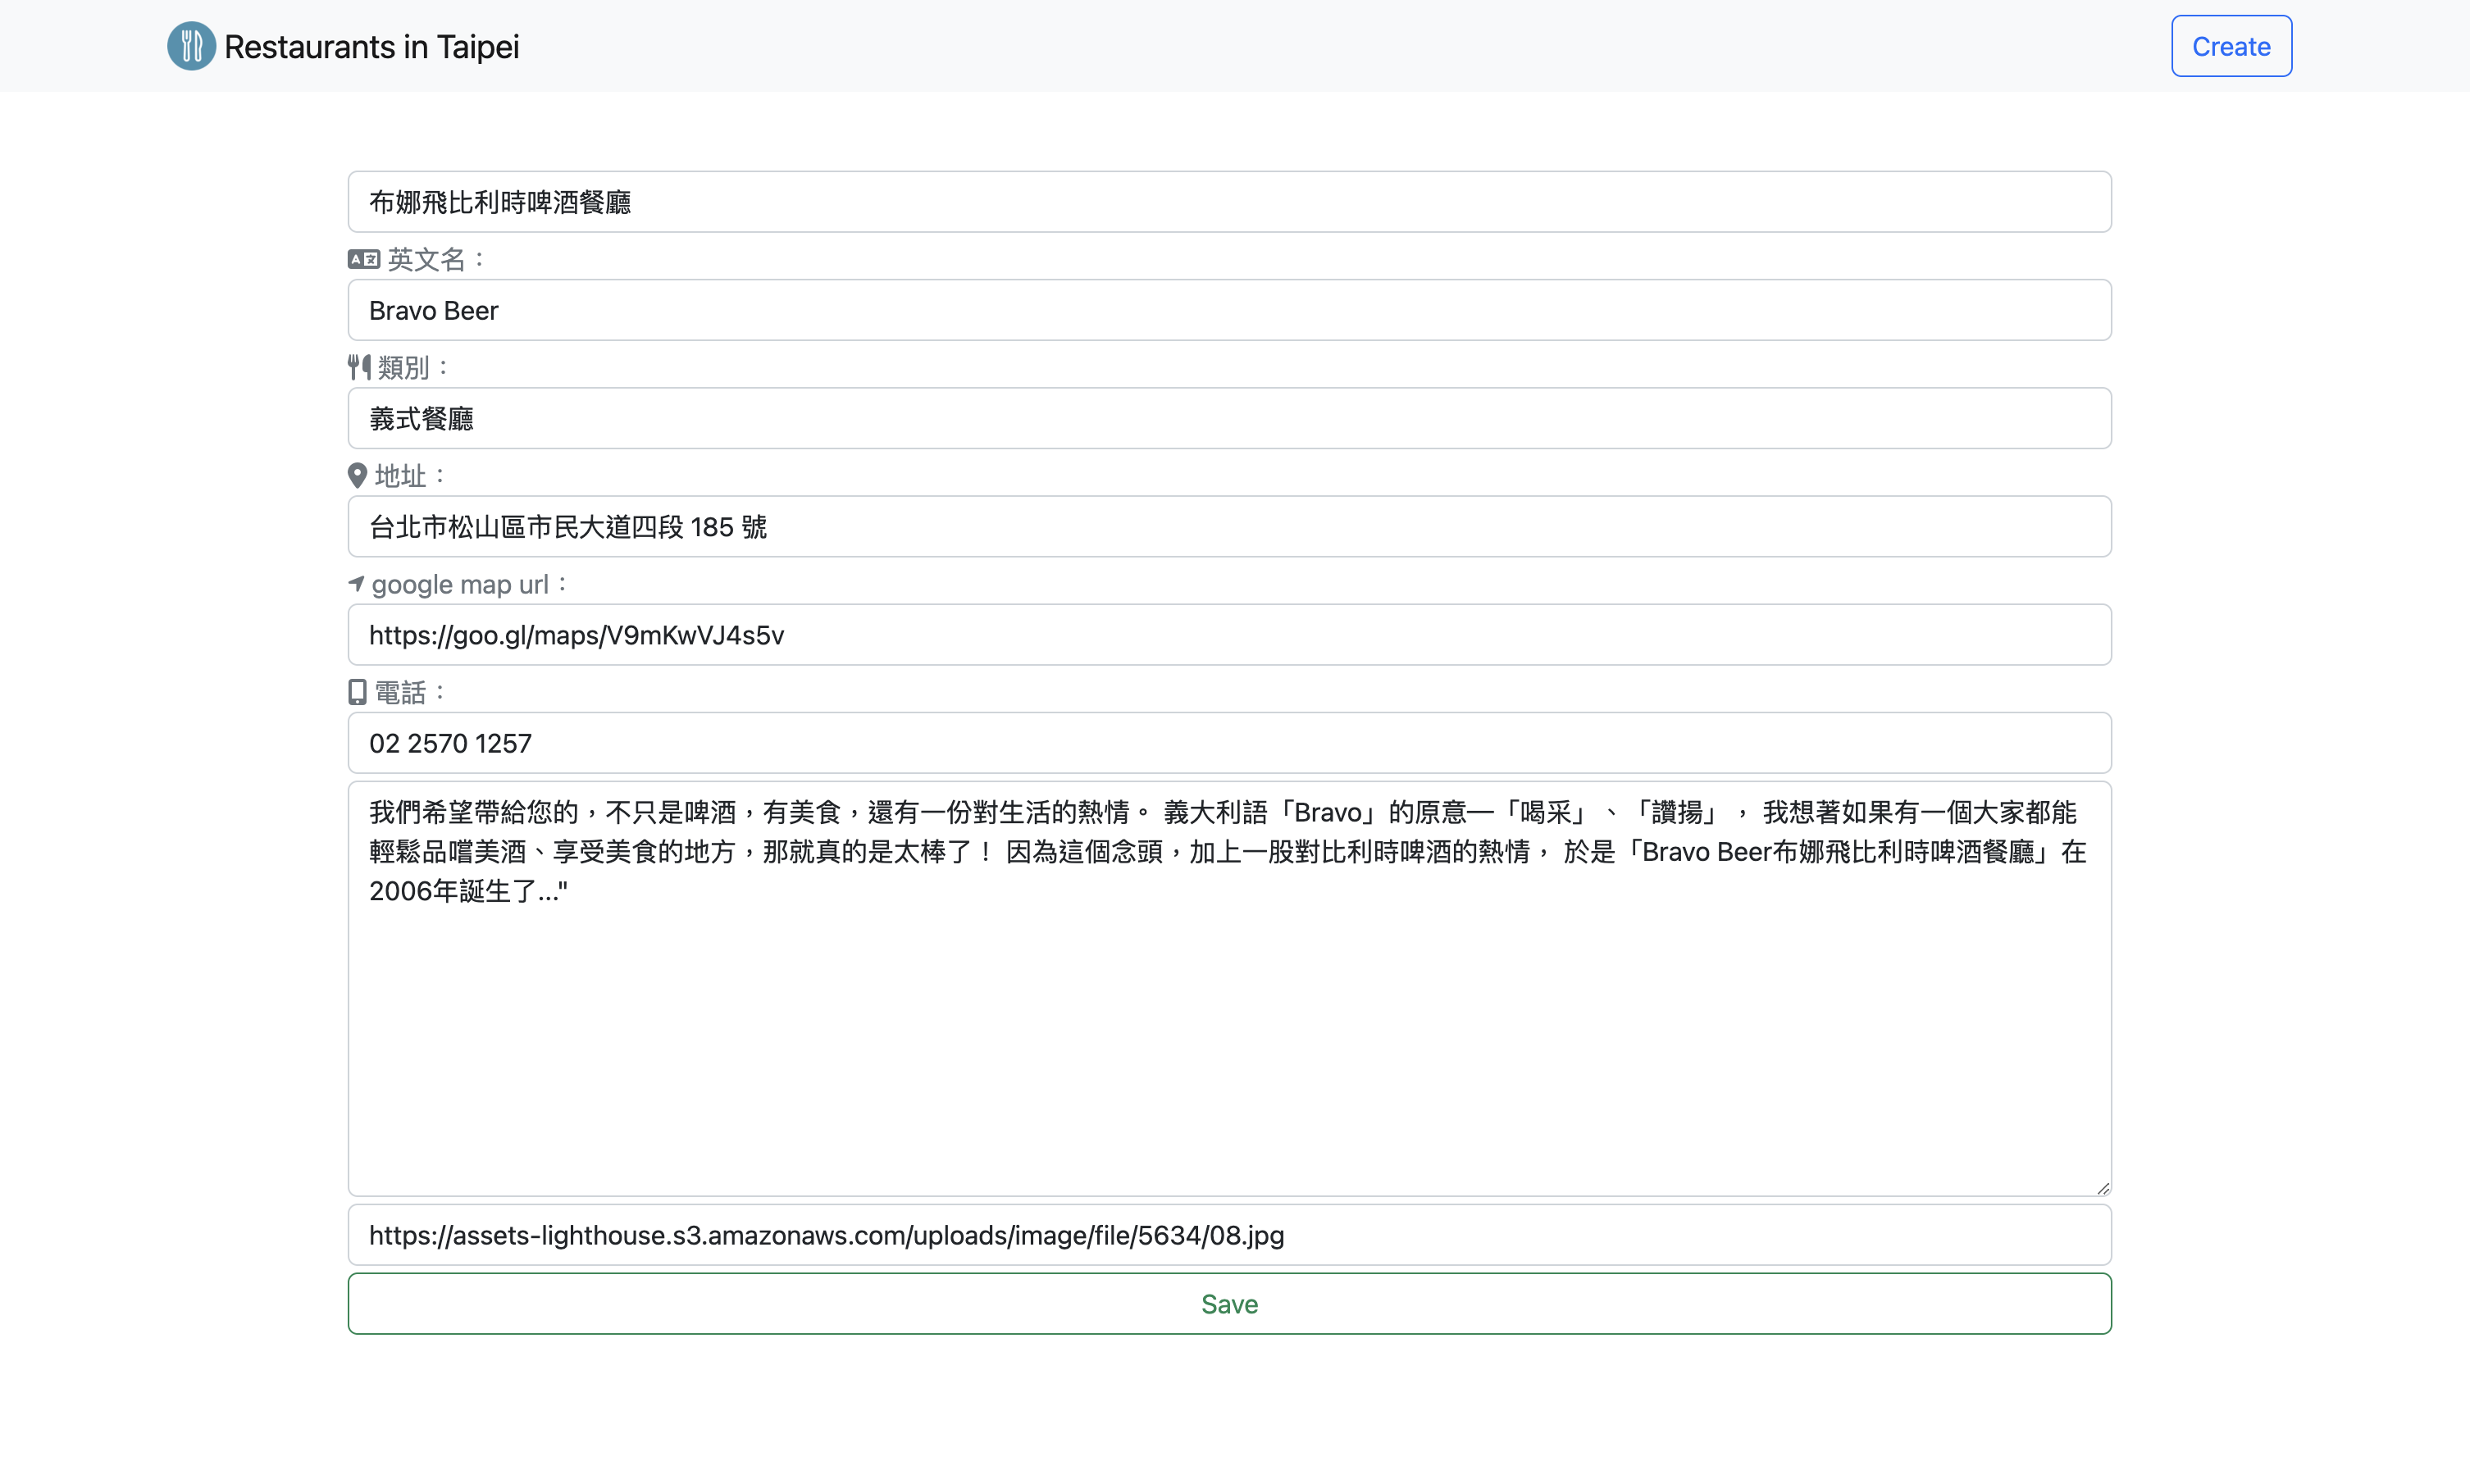 Restaurants in Taipei
Create
布娜飛比利時啤酒餐廳
英文名：
Bravo Beer
類別：
義式餐廳
地址：
台北市松山區市民大道四段 185 號
google map url：
https://goo.gl/maps/V9mKwVJ4s5v
電話：
02 2570 1257
我們希望帶給您的，不只是啤酒，有美食，還有一份對生活的熱情。 義大利語「Bravo」的原意—「喝采」、「讚揚」， 我想著如果有一個大家都能
輕鬆品嚐美酒、享受美食的地方，那就真的是太棒了！ 因為這個念頭，加上一股對比利時啤酒的熱情， 於是「Bravo Beer布娜飛比利時啤酒餐廳」在
2006年誕生了..."
https://assets-lighthouse.s3.amazonaws.com/uploads/image/file/5634/08.jpg
Save